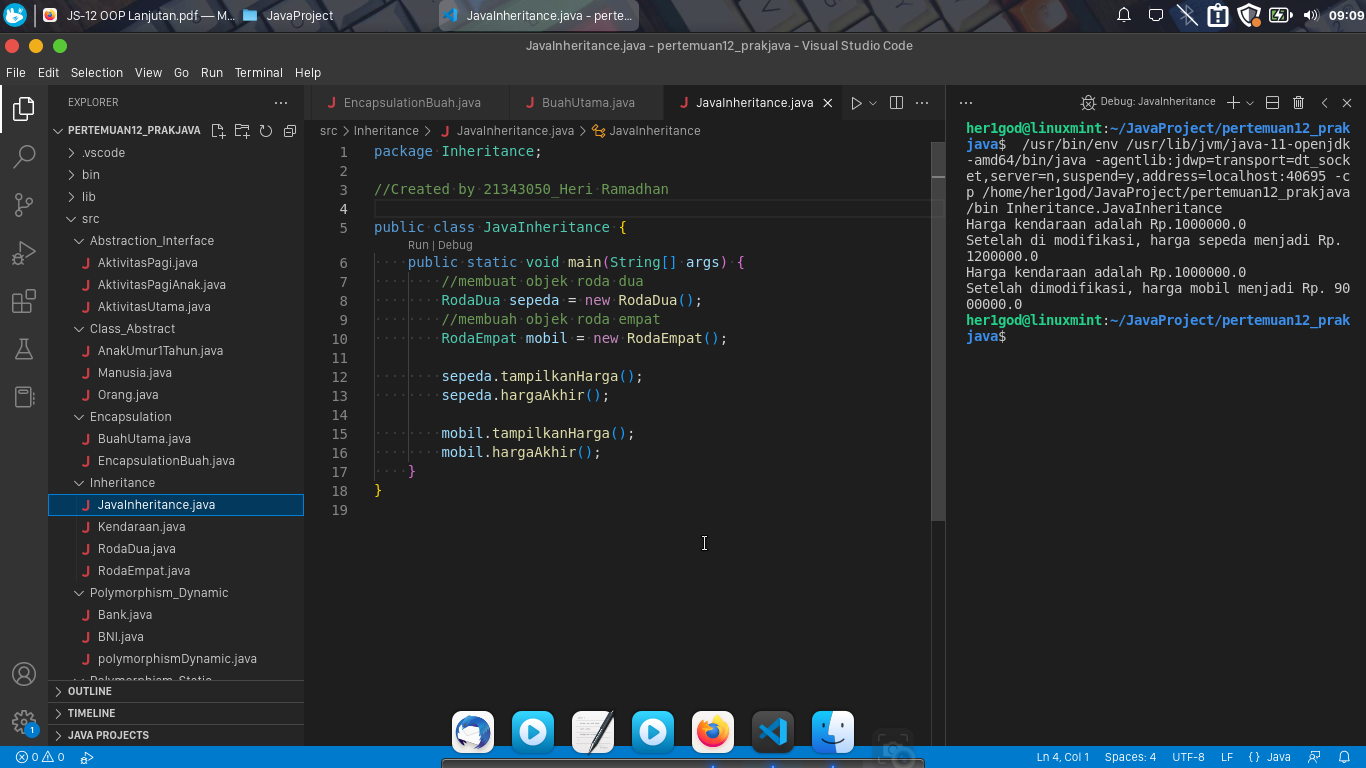 JS-12 OOP Lanjutan.pdf — M...
JavaProject
JavaInheritance.java - perte...
09:09
JavaInheritance.java - pertemuan12_prakjava - Visual Studio Code
File Edit Selection View Go Run Terminal Help
EXPLORER
PERTEMUAN12_PRAKJAVA
.vscode
bin
lib
src
Abstraction_Interface
AktivitasPagi.java
AktivitasPagiAnak.java
AktivitasUtama.java
Class_Abstract
AnakUmur1Tahun.java
Manusia.java
Orang.java
Encapsulation
BuahUtama.java
EncapsulationBuah.java
Inheritance
JavaInheritance.java
Kendaraan.java
RodaDua.java
RodaEmpat.java
Polymorphism_Dynamic
Bank.java
BNI.java
polymorphismDynamic.java
Polymorphism_Static
OUTLINE
TIMELINE
JAVA PROJECTS
EncapsulationBuah.java BuahUtama.java JavaInheritance.java
src > Inheritance > JavaInheritance.java > JavaInheritance
1 package Inheritance;
2
3 //Created by 21343050_Heri Ramadhan
4
5 public class JavaInheritance {
Run | Debug
6 public static void main(String[] args) {
7 //membuat objek roda dua
8 RodaDua sepeda = new RodaDua();
9 //membuah objek roda empat
10 RodaEmpat mobil = new RodaEmpat();
11
12 sepeda.tampilkanHarga();
13 sepeda.hargaAkhir();
14
15 mobil.tampilkanHarga();
16 mobil.hargaAkhir();
17 }
18 }
19
Debug: JavaInheritance
her1god@linuxmint:~/JavaProject/pertemuan12_prak
java$  /usr/bin/env /usr/lib/jvm/java-11-openjdk
-amd64/bin/java -agentlib:jdwp=transport=dt_sock
et,server=n,suspend=y,address=localhost:40695 -c
p /home/her1god/JavaProject/pertemuan12_prakjava
/bin Inheritance.JavaInheritance
Harga kendaraan adalah Rp.1000000.0
Setelah di modifikasi, harga sepeda menjadi Rp.
1200000.0
Harga kendaraan adalah Rp.1000000.0
Setelah dimodifikasi, harga mobil menjadi Rp. 90
00000.0
her1god@linuxmint:~/JavaProject/pertemuan12_prak
java$
1
0 0
Ln 4, Col 1 Spaces: 4 UTF-8 LF { } Java